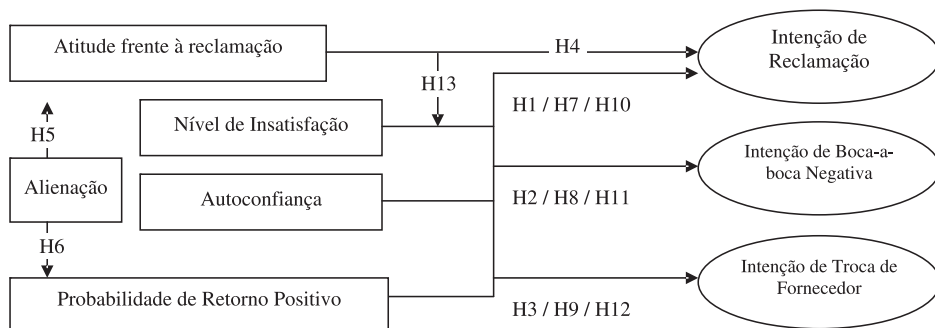 Atitude frente à reclamação
H4
Intenção de
Reclamação
H13
H1 / H7 / H10
Nível de Insatisfação
H5
Alienação
Autoconfiança
Intenção de Boca-a-
boca Negativa
H2 / H8 / H11
H6
Probabilidade de Retorno Positivo
Intenção de Troca de
Fornecedor
H3 / H9 / H12